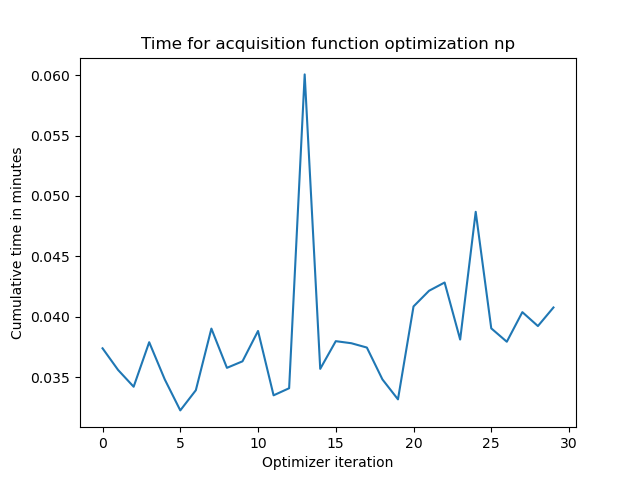 Time for acquisition function optimization np
Cumulative time in minutes
0.060
0.055
0.050
0.045
0.040
0.035
0 5 10 15 20 25 30
Optimizer iteration